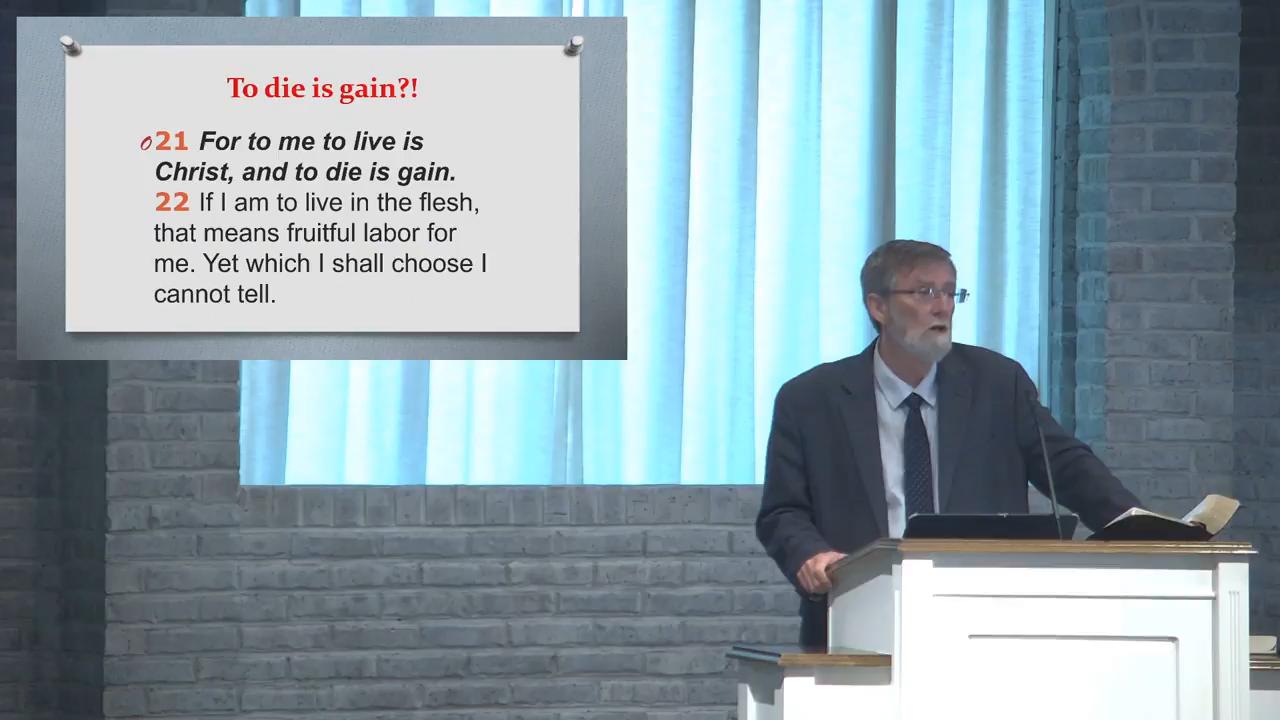 To die is gain?!
21 For to me to live is
Christ, and to die is gain.
22 If I am to live in the flesh,
that means fruitful labor for
me. Yet which I shall choose I
cannot tell.